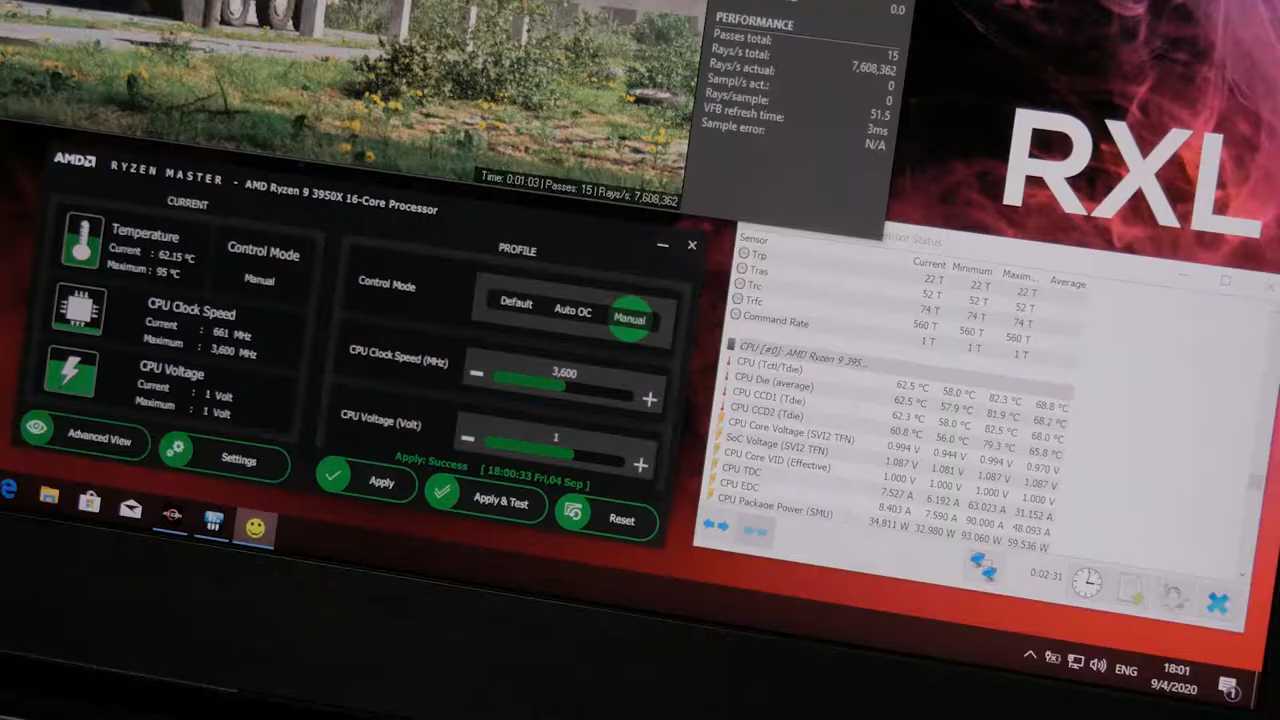 0.0
PERFORMANCE
Passes total: 15
Rays/s total: 7,608,362
Rays/s actual: 0
Sampl/s act.: 0
Rays/sample: 51.5
VFB refresh time: 3ms
Sample error: N/A
Time: 0:01:03 | Passes: 15 | Rays/s: 7,608,362
RXL
AMD RYZEN MASTER - AMD Ryzen 9 3950X 16-Core Processor
CURRENT
Temperature
Current : 62.15 °C
Maximum : 95 °C
Control Mode
Manual
CPU Clock Speed
Current : 661 MHz
Maximum : 3,600 MHz
CPU Voltage
Current : 1 Volt
Maximum : 1 Volt
Advanced View
Settings
PROFILE
Control Mode
Default Auto OC Manual
CPU Clock Speed (MHz)
3,600
CPU Voltage (Volt)
1
Apply: Success [ 18:00:33 Fri,04 Sep ]
Apply
Apply & Test
Reset
Sensor Status
Sensor Current Minimum Maxim... Average
Trp 22 T 22 T 22 T
Tras 52 T 52 T 52 T
Trc 74 T 74 T 74 T
Trfc 560 T 560 T 560 T
Command Rate 1 T 1 T 1 T
CPU [#0]: AMD Ryzen 9 395...
CPU (Tctl/Tdie) 62.5 °C 58.0 °C 82.3 °C 68.8 °C
CPU Die (average) 62.5 °C 57.9 °C 81.9 °C 68.2 °C
CPU CCD1 (Tdie) 62.3 °C 58.0 °C 82.5 °C 68.0 °C
CPU CCD2 (Tdie) 60.8 °C 56.0 °C 79.3 °C 65.8 °C
CPU Core Voltage (SVI2 TFN) 0.994 V 0.944 V 0.994 V 0.970 V
SoC Voltage (SVI2 TFN) 1.087 V 1.081 V 1.087 V 1.087 V
CPU Core VID (Effective) 1.000 V 1.000 V 1.000 V 1.000 V
CPU TDC 7.527 A 6.192 A 63.023 A 31.152 A
CPU EDC 8.403 A 7.590 A 90.000 A 48.093 A
CPU Package Power (SMU) 34.811 W 32.980 W 93.060 W 59.536 W
0:02:31
ENG
18:01
9/4/2020
1